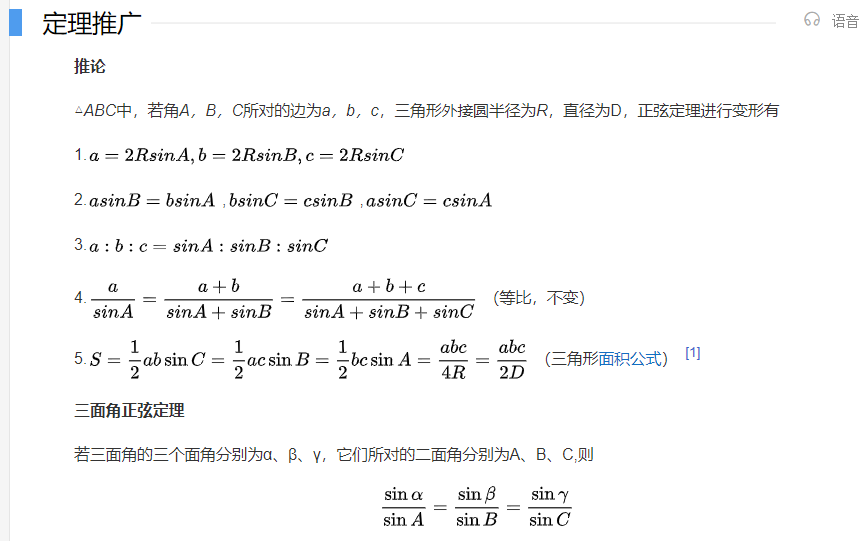 定理推广
语音
推论
△ABC中，若角A，B，C所对的边为a，b，c，三角形外接圆半径为R，直径为D，正弦定理进行变形有
1. a = 2RsinA, b = 2RsinB, c = 2RsinC
2. asinB = bsinA , bsinC = csinB , asinC = csinA
3. a : b : c = sinA : sinB : sinC
4. \frac{a}{sinA} = \frac{a+b}{sinA+sinB} = \frac{a+b+c}{sinA+sinB+sinC} （等比，不变）
5. S = \frac{1}{2} ab sin C = \frac{1}{2} ac sin B = \frac{1}{2} bc sin A = \frac{abc}{4R} = \frac{abc}{2D} （三角形面积公式） [1]
三面角正弦定理
若三面角的三个面角分别为α、β、γ，它们所对的二面角分别为A、B、C,则
\frac{sin α}{sin A} = \frac{sin β}{sin B} = \frac{sin γ}{sin C}